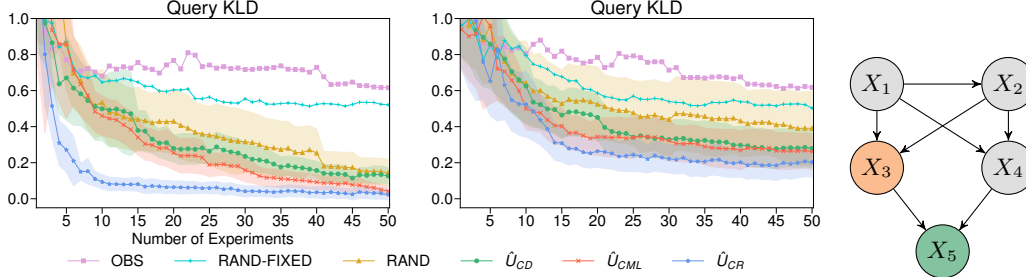 Query KLD
1.0
0.8
0.6
0.4
0.2
0.0
5 10 15 20 25 30 35 40 45 50
Number of Experiments
Query KLD
1.0
0.8
0.6
0.4
0.2
0.0
5 10 15 20 25 30 35 40 45 50
OBS RAND-FIXED RAND Û_CD Û_CML Û_CR
X₁ X₂
X₃ X₄
X₅